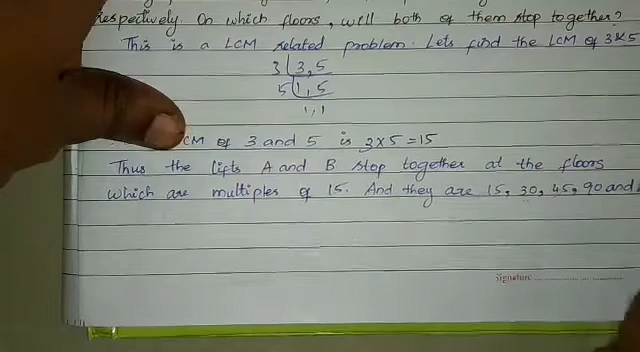 respectively. On which floors, will both of them stop together?
This is a LCM related problem. Lets find the LCM of 3 & 5
3 | 3, 5
5 | 1, 5
1, 1
CM of 3 and 5 is 3×5=15
Thus the lifts A and B stop together at the floors
which are multiples of 15. And they are 15, 30, 45, 90 and
Signature